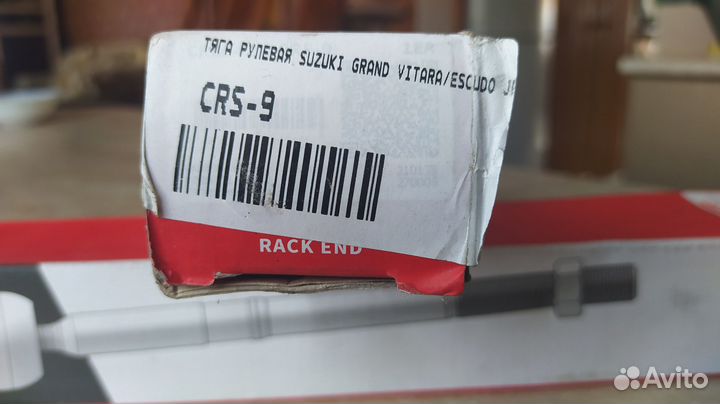 ТЯГА РУЛЕВАЯ SUZUKI GRAND VITARA/ESCUDO
CRS-9
RACK END
Avito